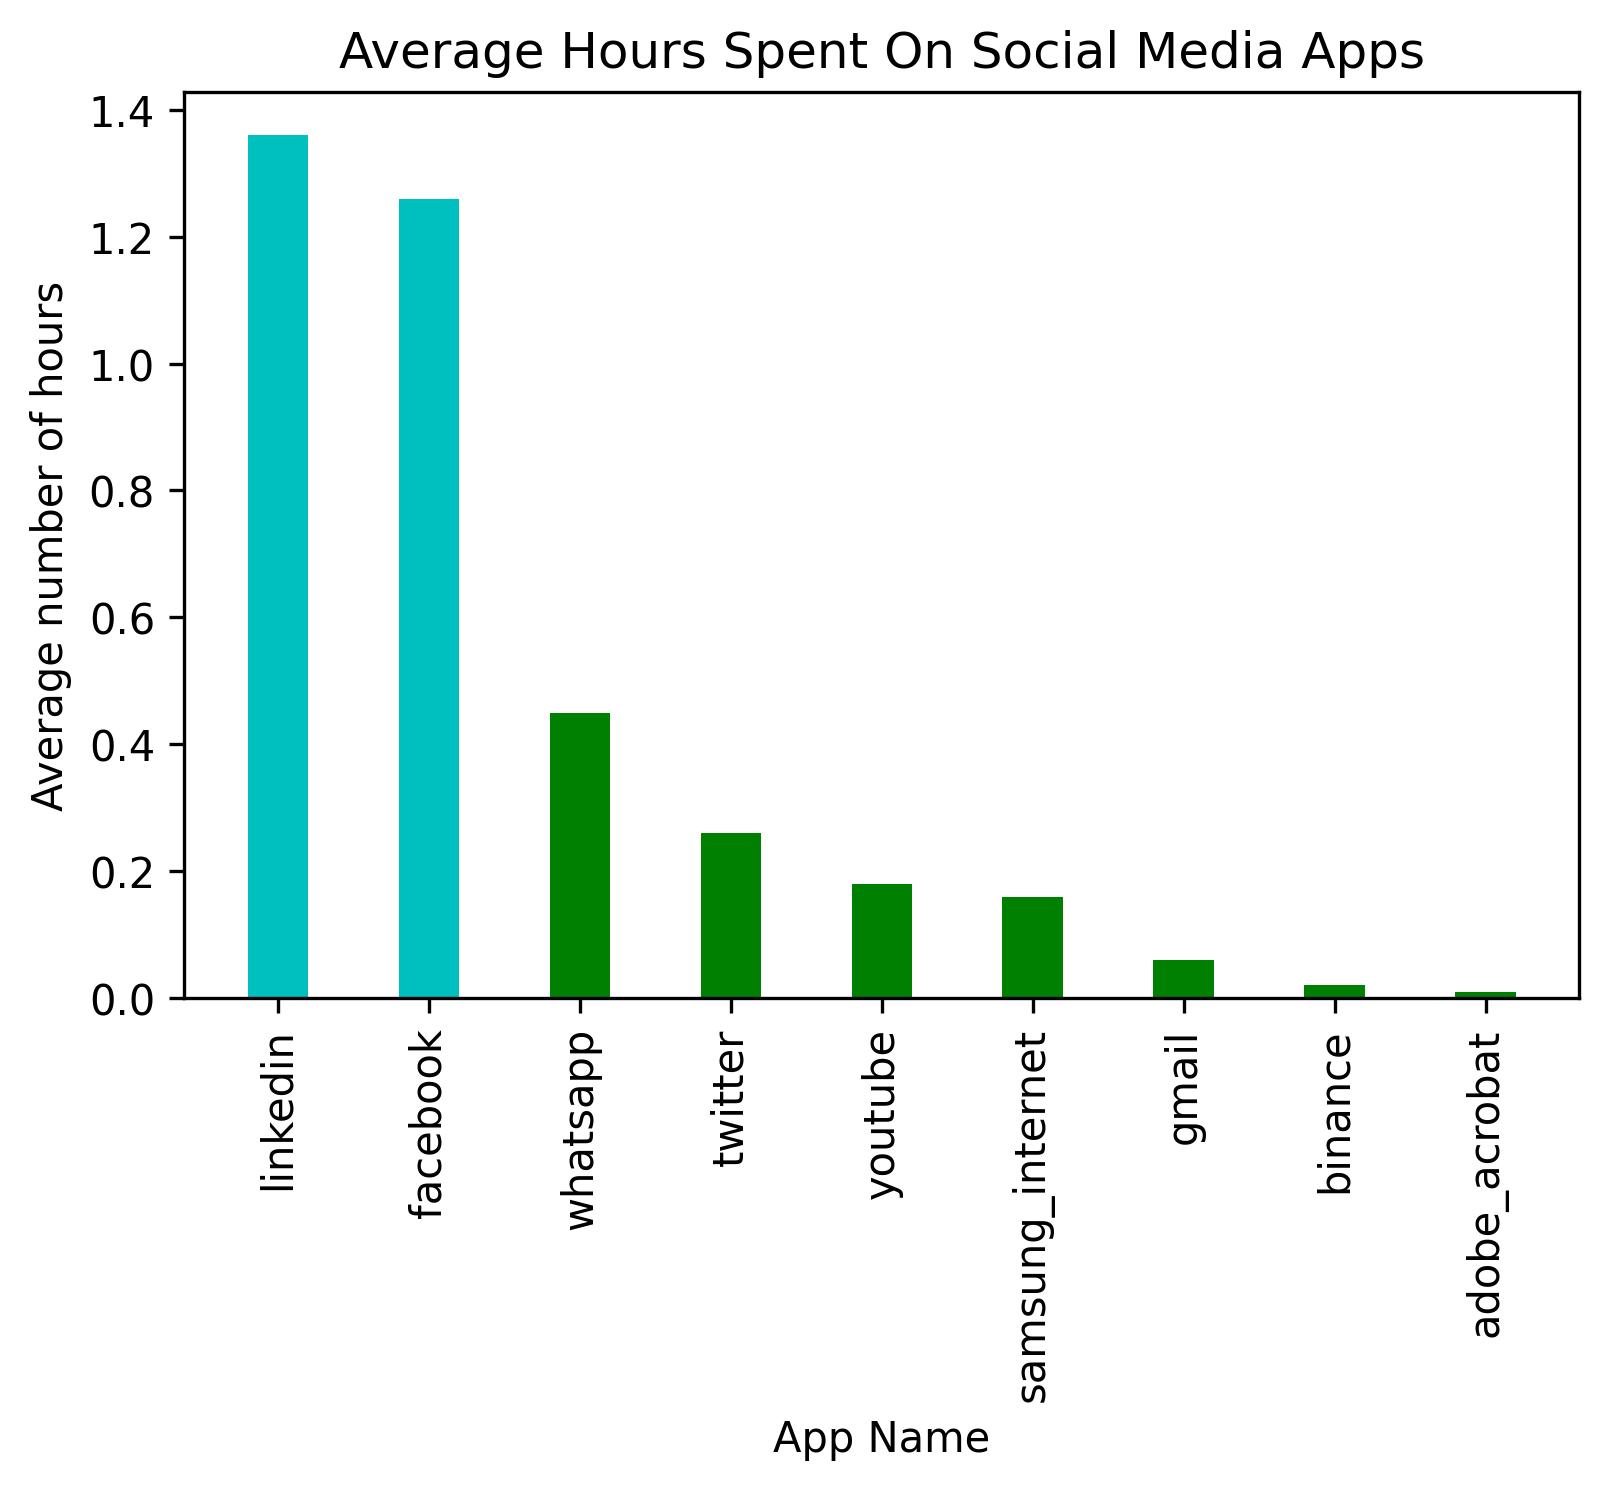 Average Hours Spent On Social Media Apps
Average number of hours
1.4
1.2
1.0
0.8
0.6
0.4
0.2
0.0
linkedin
facebook
whatsapp
twitter
youtube
samsung_internet
gmail
binance
adobe_acrobat
App Name